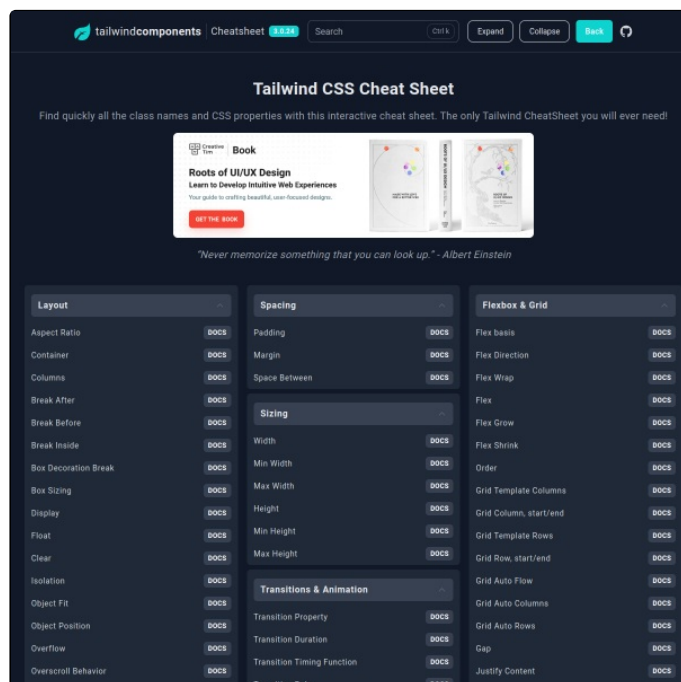 tailwindcomponents Cheatsheet 3.0.24 Search Ctrl k Expand Collapse Back
Tailwind CSS Cheat Sheet
Find quickly all the class names and CSS properties with this interactive cheat sheet. The only Tailwind CheatSheet you will ever need!
Creative Tim Book
Roots of UI/UX Design
Learn to Develop Intuitive Web Experiences
Your guide to crafting beautiful, user-focused designs.
GET THE BOOK
“Never memorize something that you can look up.” - Albert Einstein
Layout
Aspect Ratio DOCS
Container DOCS
Columns DOCS
Break After DOCS
Break Before DOCS
Break Inside DOCS
Box Decoration Break DOCS
Box Sizing DOCS
Display DOCS
Float DOCS
Clear DOCS
Isolation DOCS
Object Fit DOCS
Object Position DOCS
Overflow DOCS
Overscroll Behavior DOCS
Spacing
Padding DOCS
Margin DOCS
Space Between DOCS
Sizing
Width DOCS
Min Width DOCS
Max Width DOCS
Height DOCS
Min Height DOCS
Max Height DOCS
Transitions & Animation
Transition Property DOCS
Transition Duration DOCS
Transition Timing Function DOCS
Flexbox & Grid
Flex basis DOCS
Flex Direction DOCS
Flex Wrap DOCS
Flex DOCS
Flex Grow DOCS
Flex Shrink DOCS
Order DOCS
Grid Template Columns DOCS
Grid Column, start/end DOCS
Grid Template Rows DOCS
Grid Row, start/end DOCS
Grid Auto Flow DOCS
Grid Auto Columns DOCS
Grid Auto Rows DOCS
Gap DOCS
Justify Content DOCS